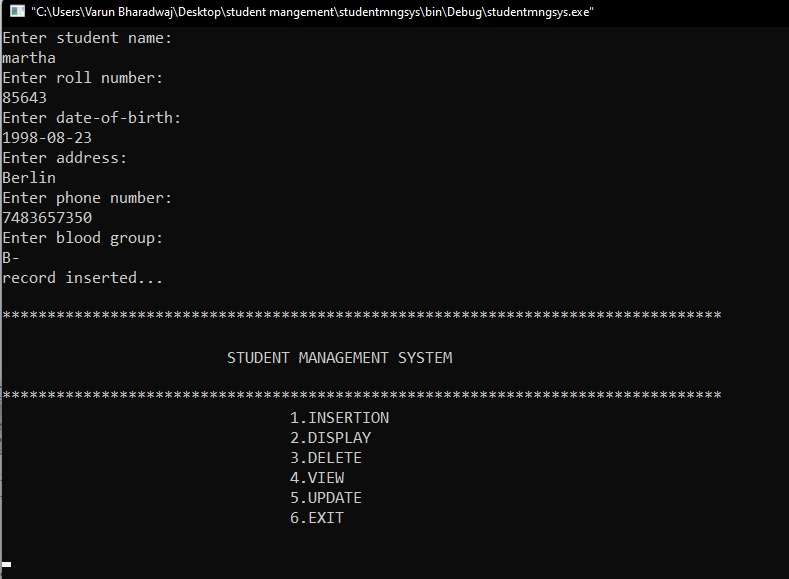 "C:\Users\Varun Bharadwaj\Desktop\student mangement\studentmngsys\bin\Debug\studentmngsys.exe"
Enter student name:
martha
Enter roll number:
85643
Enter date-of-birth:
1998-08-23
Enter address:
Berlin
Enter phone number:
7483657350
Enter blood group:
B-
record inserted...
********************************************************************************
STUDENT MANAGEMENT SYSTEM
********************************************************************************
1.INSERTION
2.DISPLAY
3.DELETE
4.VIEW
5.UPDATE
6.EXIT